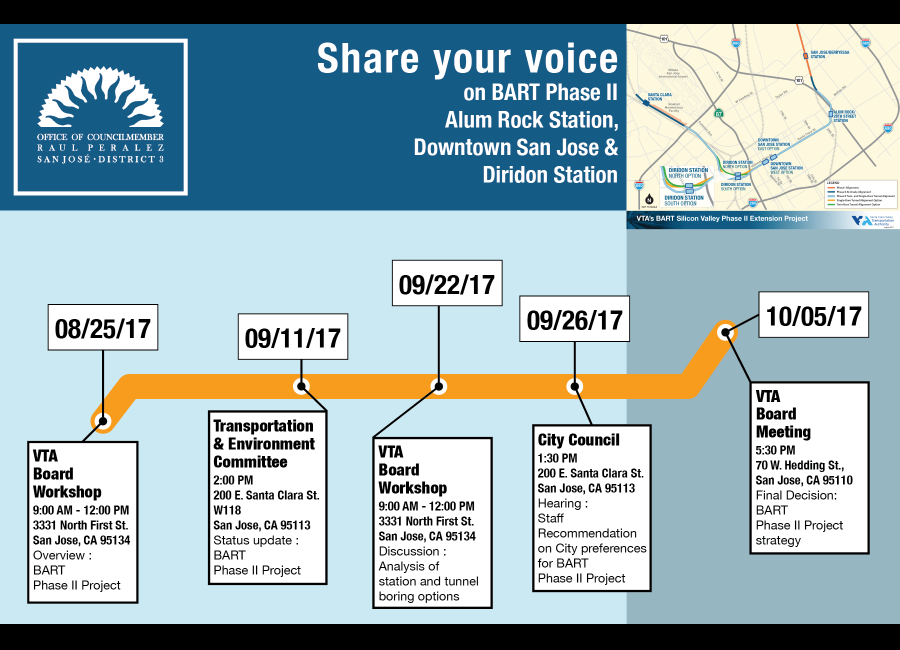 OFFICE OF COUNCILMEMBER
RAUL PERALEZ
SAN JOSÉ · DISTRICT 3
Share your voice
on BART Phase II
Alum Rock Station,
Downtown San Jose &
Diridon Station
SAN JOSE/BERRYESSA
STATION
101
101
SANTA CLARA
STATION
ALUM ROCK/
28TH STREET
STATION
DOWNTOWN
SAN JOSE STATION
EAST OPTION
DOWNTOWN
SAN JOSE STATION
WEST OPTION
DIRIDON STATION
NORTH OPTION
DIRIDON STATION
SOUTH OPTION
DIRIDON STATION
NORTH OPTION
DIRIDON STATION
SOUTH OPTION
N
LEGEND
VTA's BART Silicon Valley Phase II Extension Project
VTA
08/25/17
09/11/17
09/22/17
09/26/17
10/05/17
VTA
Board
Workshop
9:00 AM - 12:00 PM
3331 North First St.
San Jose, CA 95134
Overview :
BART
Phase II Project
Transportation
& Environment
Committee
2:00 PM
200 E. Santa Clara St.
W118
San Jose, CA 95113
Status update :
BART
Phase II Project
VTA
Board
Workshop
9:00 AM - 12:00 PM
3331 North First St.
San Jose, CA 95134
Discussion :
Analysis of
station and tunnel
boring options
City Council
1:30 PM
200 E. Santa Clara St.
San Jose, CA 95113
Hearing :
Staff
Recommendation
on City preferences
for BART
Phase II Project
VTA
Board
Meeting
5:30 PM
70 W. Hedding St.,
San Jose, CA 95110
Final Decision:
BART
Phase II Project
strategy